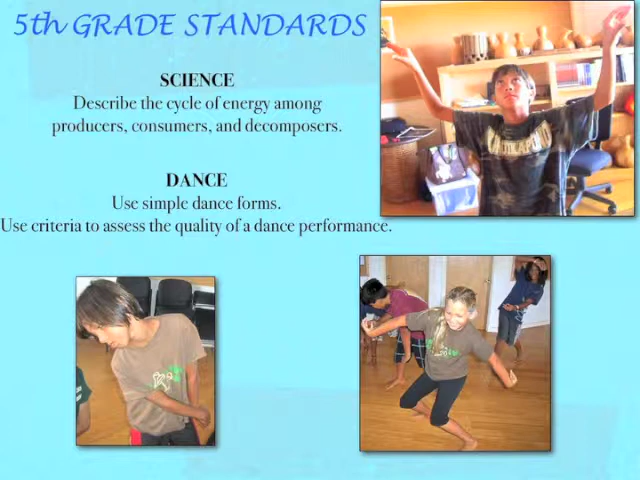 5th GRADE STANDARDS
SCIENCE
Describe the cycle of energy among
producers, consumers, and decomposers.
DANCE
Use simple dance forms.
Use criteria to assess the quality of a dance performance.